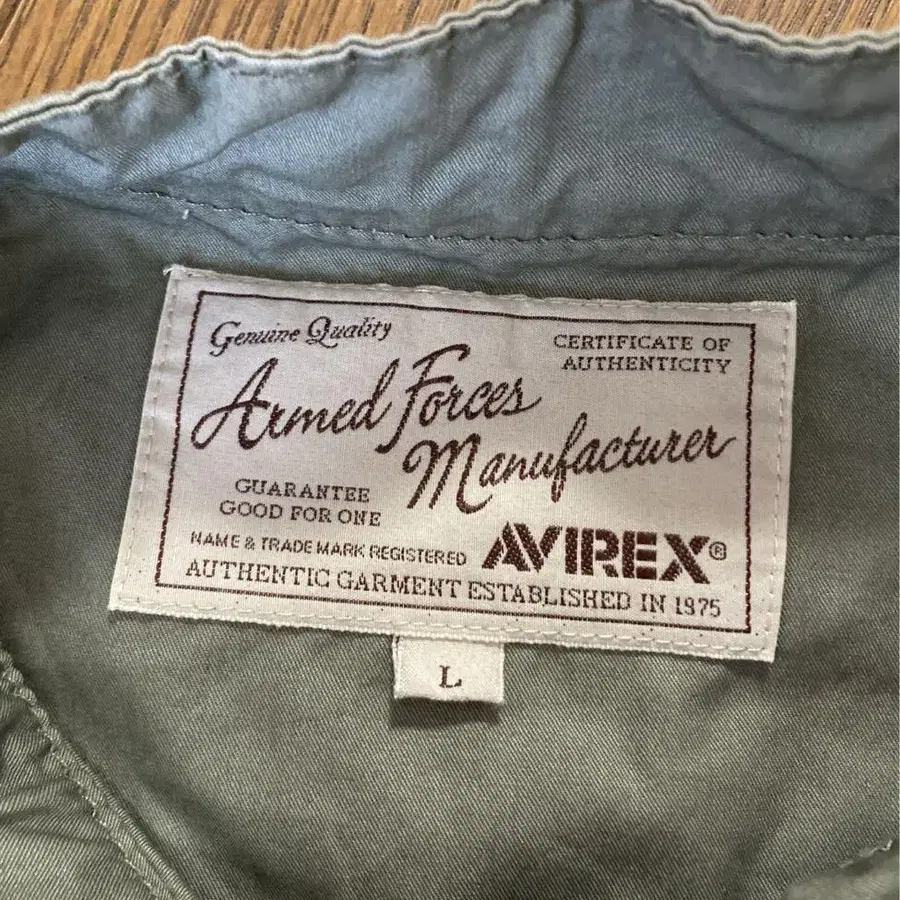 Genuine Quality
CERTIFICATE OF
AUTHENTICITY
Armed Forces
Manufacturer
GUARANTEE
GOOD FOR ONE
NAME & TRADE MARK REGISTERED
AVIREX®
AUTHENTIC GARMENT ESTABLISHED IN 1975
L